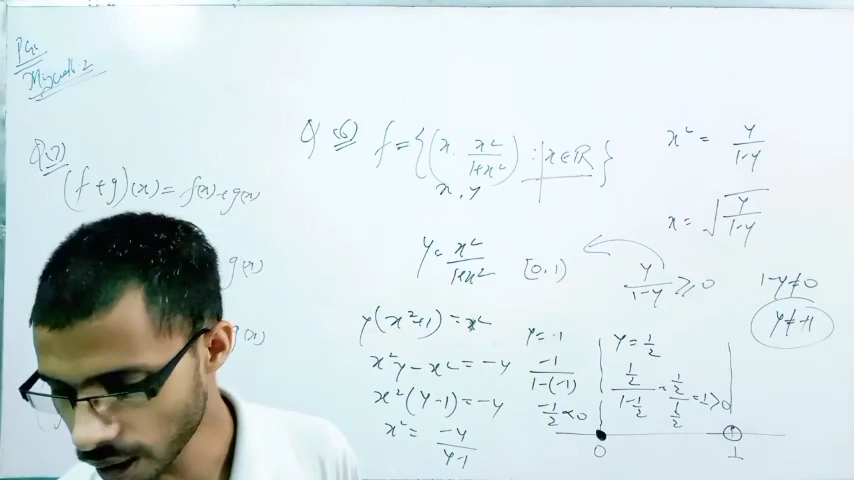 Q (7)
(f + g)(x) = f(x) + g(x)
g(x)
Q (6) f = {(x, x²/(1+x²)) : x ∈ R}
x, y
y = x²/(1+x²) [0, 1)
y(x²+1) = x²
x²y - x² = -y
x²(y-1) = -y
x² = -y/(y-1)
x² = y/(1-y)
x = √(y/(1-y))
y/(1-y) ≥ 0
1-y ≠ 0
y ≠ +1
y = -1
-1/(1-(-1))
-1/2 < 0
y = 1/2
(1/2)/(1-1/2) = (1/2)/(1/2) = 1 > 0
0 1